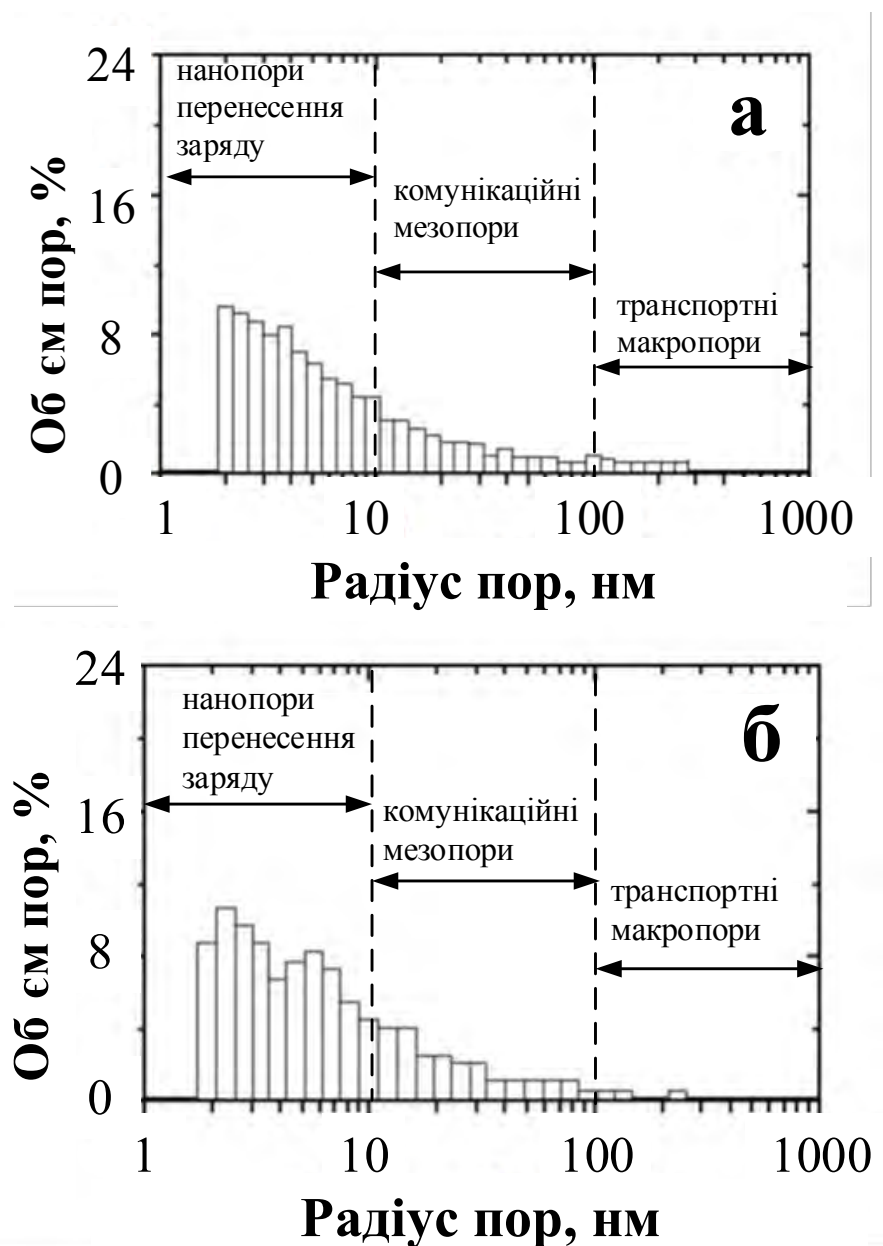 24
нанопори
перенесення
заряду
а
Об єм пор, %
16
комунікаційні
мезопори
транспортні
макропори
8
0
1
10
100
1000
Радіус пор, нм
24
нанопори
перенесення
заряду
б
Об єм пор, %
16
комунікаційні
мезопори
транспортні
макропори
8
0
1
10
100
1000
Радіус пор, нм